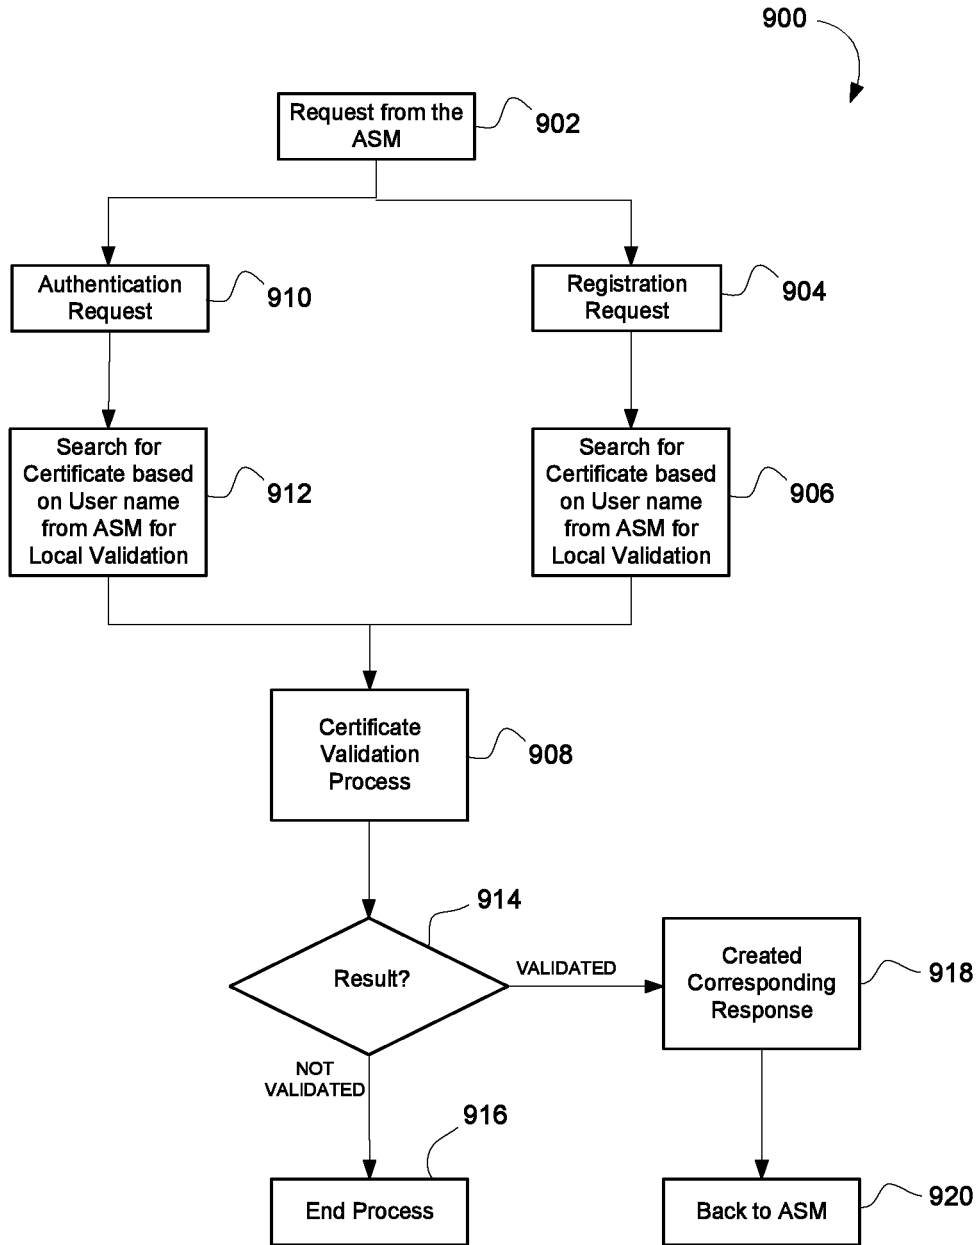 900
Request from the
ASM
902
Authentication
Request
910
Registration
Request
904
Search for
Certificate based
on User name
from ASM for
Local Validation
912
Search for
Certificate based
on User name
from ASM for
Local Validation
906
Certificate
Validation
Process
908
914
Result?
VALIDATED
Created
Corresponding
Response
918
NOT
VALIDATED
916
End Process
Back to ASM
920